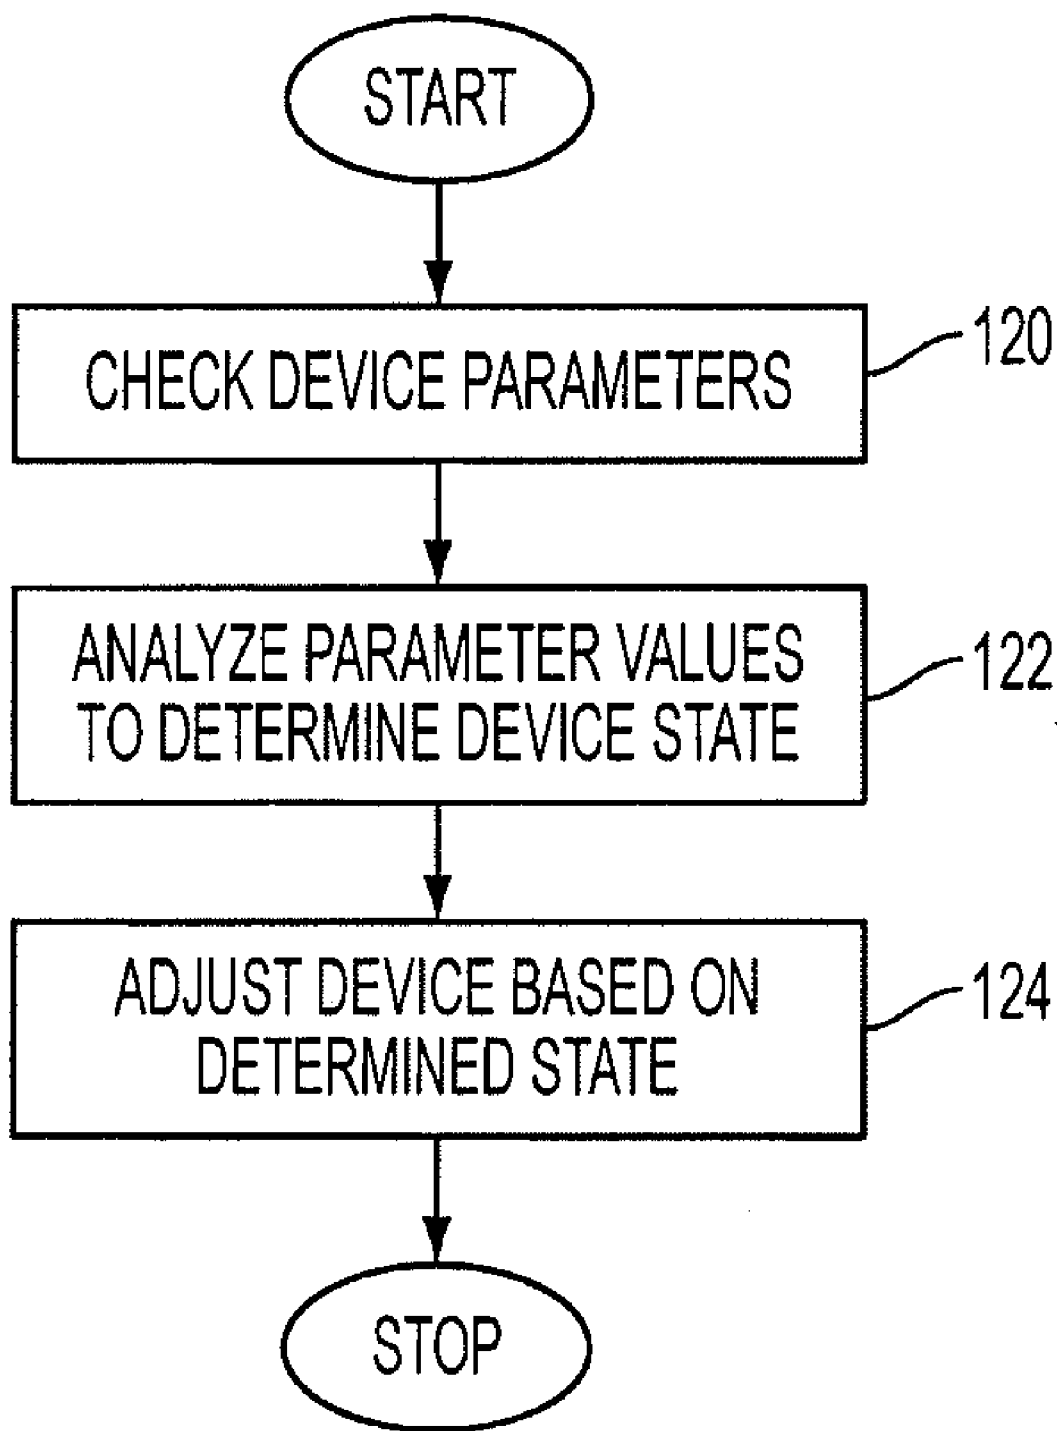 START
CHECK DEVICE PARAMETERS
120
ANALYZE PARAMETER VALUES
TO DETERMINE DEVICE STATE
122
ADJUST DEVICE BASED ON
DETERMINED STATE
124
STOP